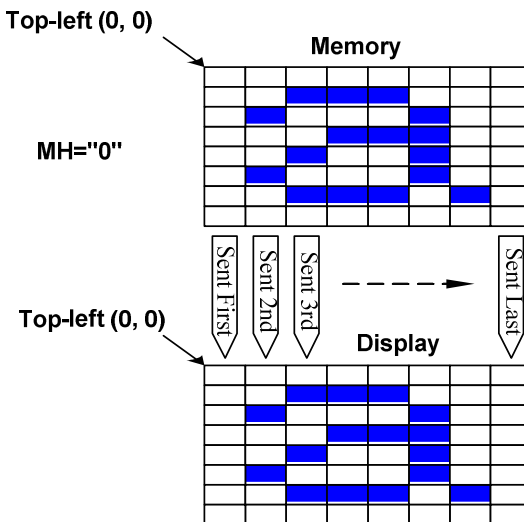 Top-left (0, 0)
Memory
MH="0"
Sent First
Sent 2nd
Sent 3rd
Sent Last
Top-left (0, 0)
Display